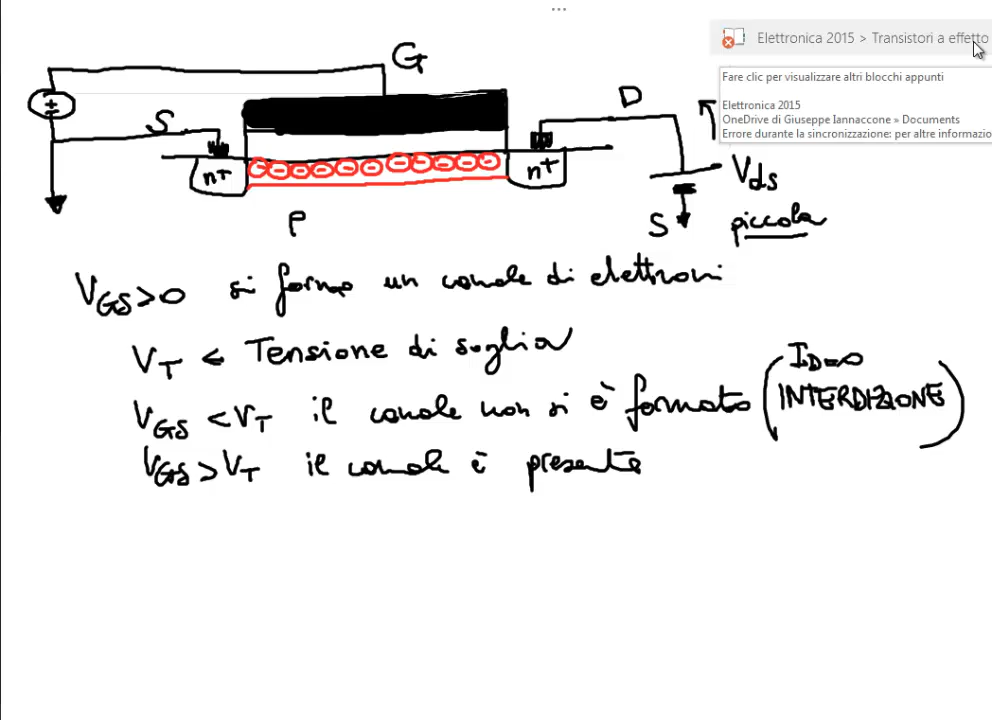 Elettronica 2015 > Transistori a effetto
Fare clic per visualizzare altri blocchi appunti
Elettronica 2015
OneDrive di Giuseppe Iannaccone » Documents
Errore durante la sincronizzazione: per altre informazio
G
S
D
n+
n+
P
Vds
piccola
S
VGS>0 si forma un canale di elettroni
VT ← Tensione di soglia
VGS <VT il canale non si è formato (ID=0
INTERDIZIONE)
VGS>VT il canale è presente